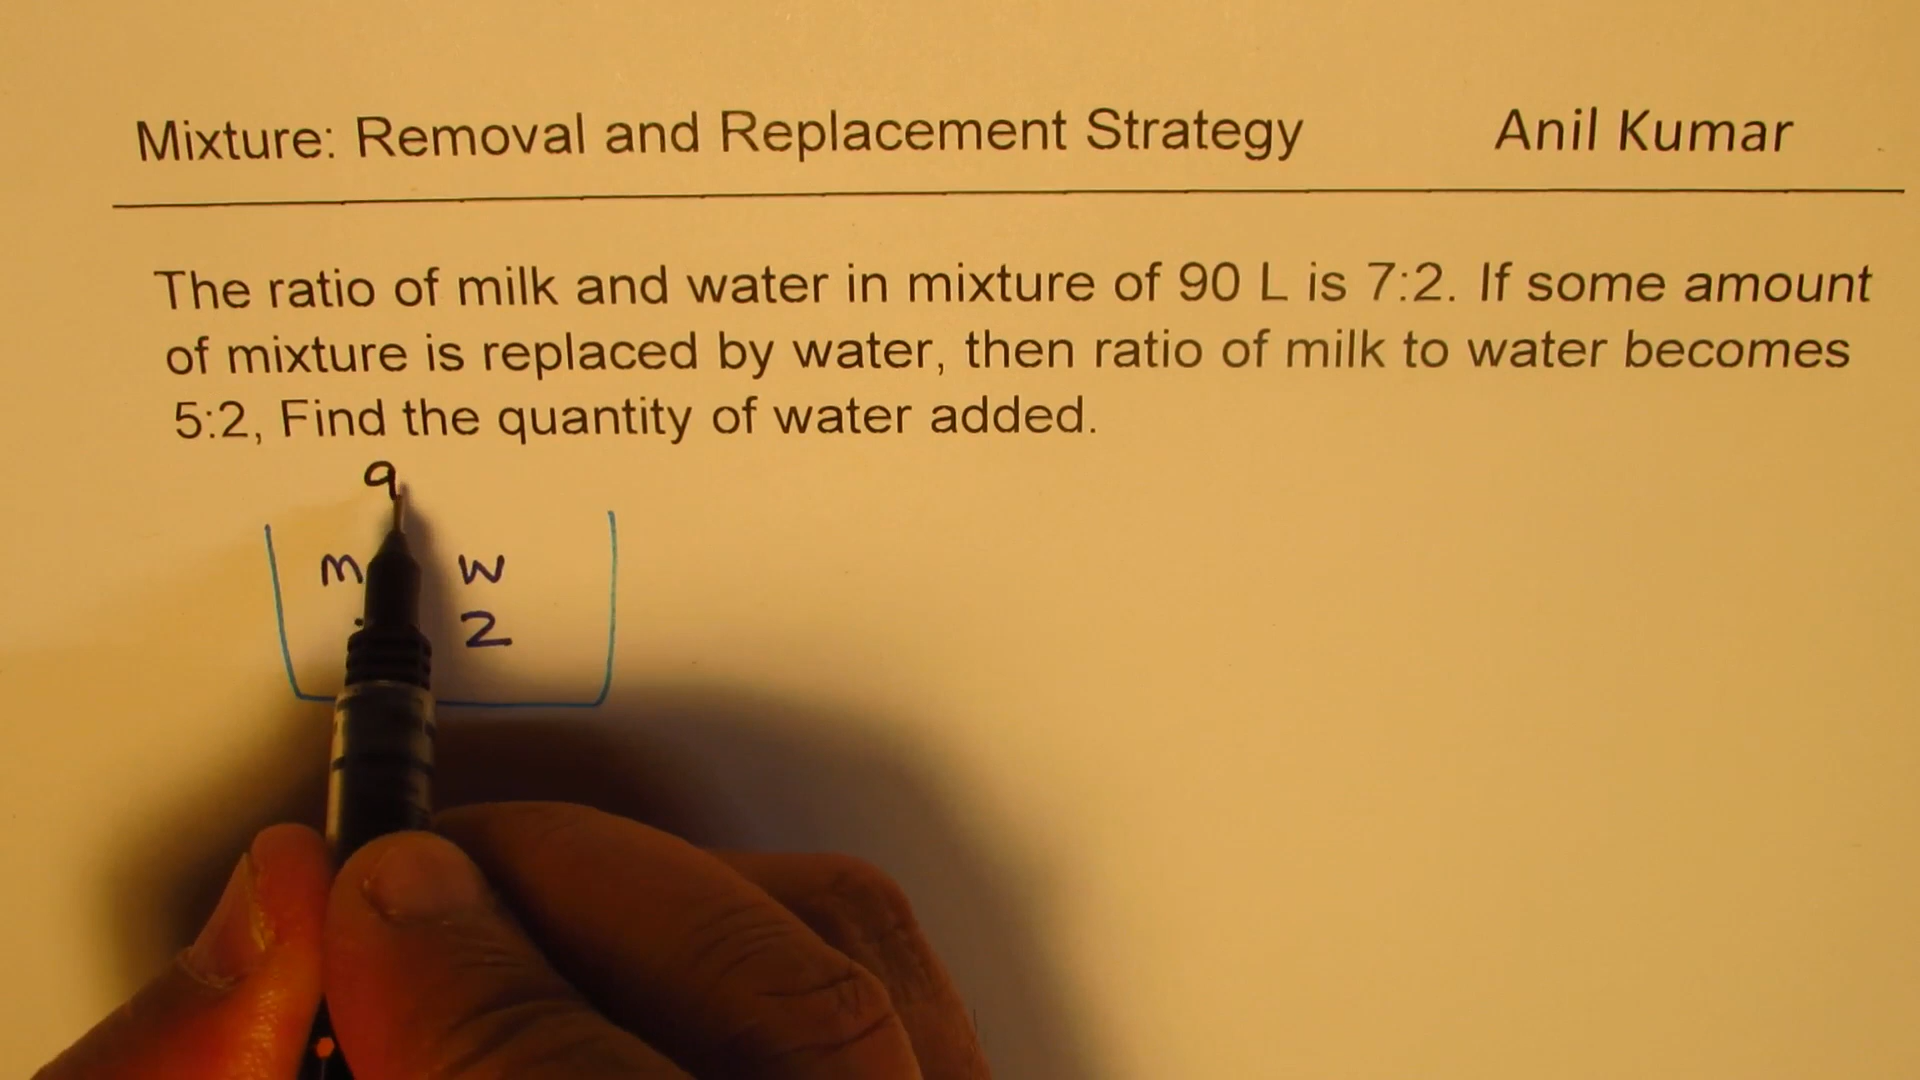 Mixture: Removal and Replacement Strategy Anil Kumar
The ratio of milk and water in mixture of 90 L is 7:2. If some amount
of mixture is replaced by water, then ratio of milk to water becomes
5:2, Find the quantity of water added.
9
m w
2